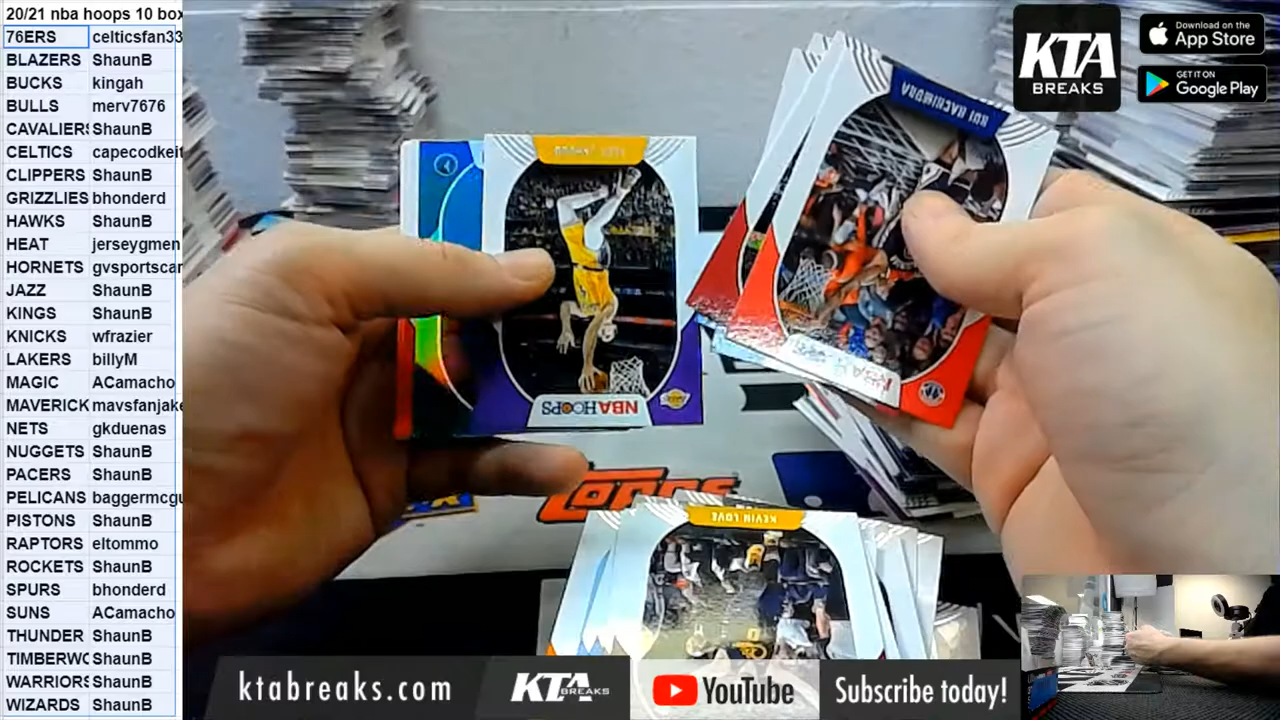 20/21 nba hoops 10 box
76ERS celticsfan33
BLAZERS ShaunB
BUCKS kingah
BULLS merv7676
CAVALIERS ShaunB
CELTICS capecodkeit
CLIPPERS ShaunB
GRIZZLIES bhonderd
HAWKS ShaunB
HEAT jerseygmen
HORNETS gvsportscar
JAZZ ShaunB
KINGS ShaunB
KNICKS wfrazier
LAKERS billyM
MAGIC ACamacho
MAVERICK mavsfanjake
NETS gkduenas
NUGGETS ShaunB
PACERS ShaunB
PELICANS baggermcgu
PISTONS ShaunB
RAPTORS eltommo
ROCKETS ShaunB
SPURS bhonderd
SUNS ACamacho
THUNDER ShaunB
TIMBERWO ShaunB
WARRIORS ShaunB
WIZARDS ShaunB
KTA
BREAKS
Download on the
App Store
GET IT ON
Google Play
RUI HACHIMURA
NBA HOOPS
NBA
Topps
KEVIN LOVE
ktabreaks.com
KTA
BREAKS
YouTube
Subscribe today!